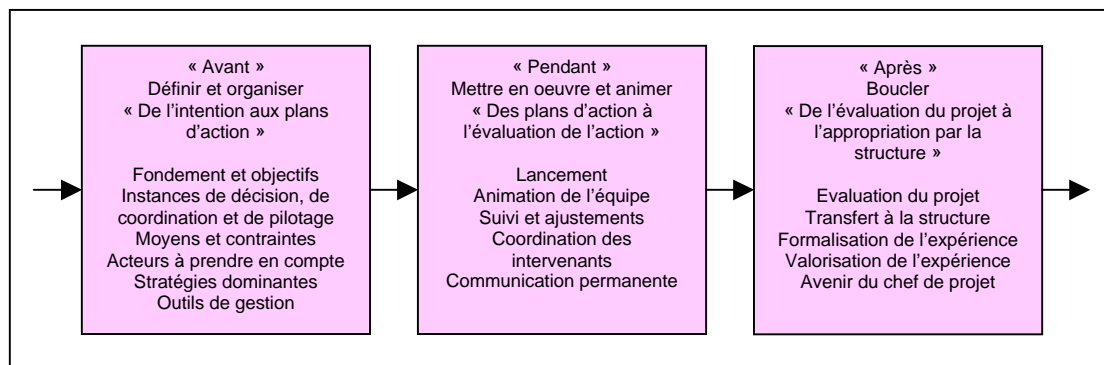 « Avant »
Définir et organiser
« De l’intention aux plans
d’action »
Fondement et objectifs
Instances de décision, de
coordination et de pilotage
Moyens et contraintes
Acteurs à prendre en compte
Stratégies dominantes
Outils de gestion
« Pendant »
Mettre en oeuvre et animer
« Des plans d’action à
l’évaluation de l’action »
Lancement
Animation de l’équipe
Suivi et ajustements
Coordination des
intervenants
Communication permanente
« Après »
Boucler
« De l’évaluation du projet à
l’appropriation par la
structure »
Evaluation du projet
Transfert à la structure
Formalisation de l’expérience
Valorisation de l’expérience
Avenir du chef de projet